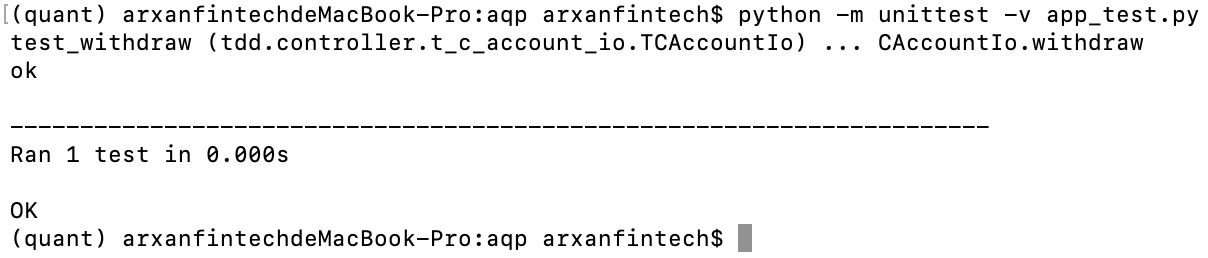 (quant) arxanfintechdeMacBook-Pro:aqp arxanfintech$ python -m unittest -v app_test.py
test_withdraw (tdd.controller.t_c_account_io.TCAccountIo) ... CAccountIo.withdraw
ok
----------------------------------------------------------------------
Ran 1 test in 0.000s
OK
(quant) arxanfintechdeMacBook-Pro:aqp arxanfintech$